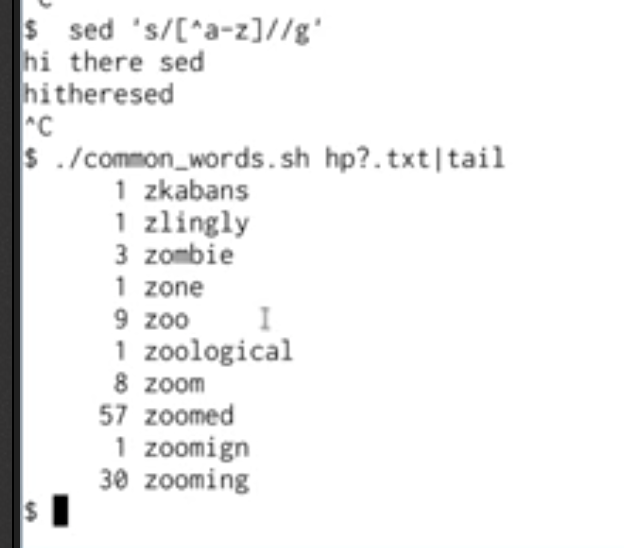 $  sed 's/[^a-z]//g'
hi there sed
hitheresed
^C
$ ./common_words.sh hp?.txt|tail
      1 zkabans
      1 zlingly
      3 zombie
      1 zone
      9 zoo
      1 zoological
      8 zoom
     57 zoomed
      1 zoomign
     30 zooming
$